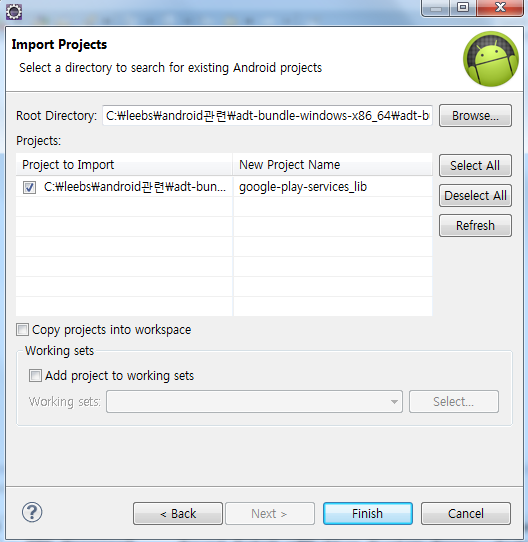 Import Projects
Select a directory to search for existing Android projects
Root Directory: C:₩leebs₩android관련₩adt-bundle-windows-x86_64₩adt-b Browse...
Projects:
Project to Import New Project Name Select All
C:₩leebs₩android관련₩adt-bun... google-play-services_lib Deselect All
Refresh
Copy projects into workspace
Working sets
Add project to working sets
Working sets: Select...
? < Back Next > Finish Cancel